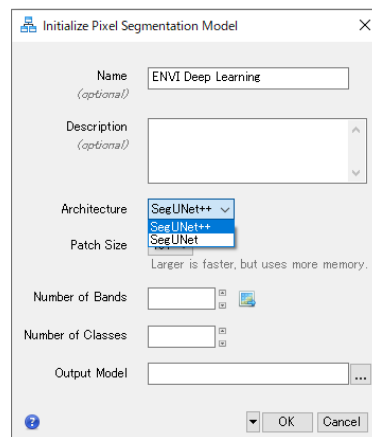 Initialize Pixel Segmentation Model
Name
(optional)
ENVI Deep Learning
Description
(optional)
Architecture
SegUNet++
SegUNet++
SegUNet
Patch Size
Larger is faster, but uses more memory.
Number of Bands
Number of Classes
Output Model
...
OK
Cancel